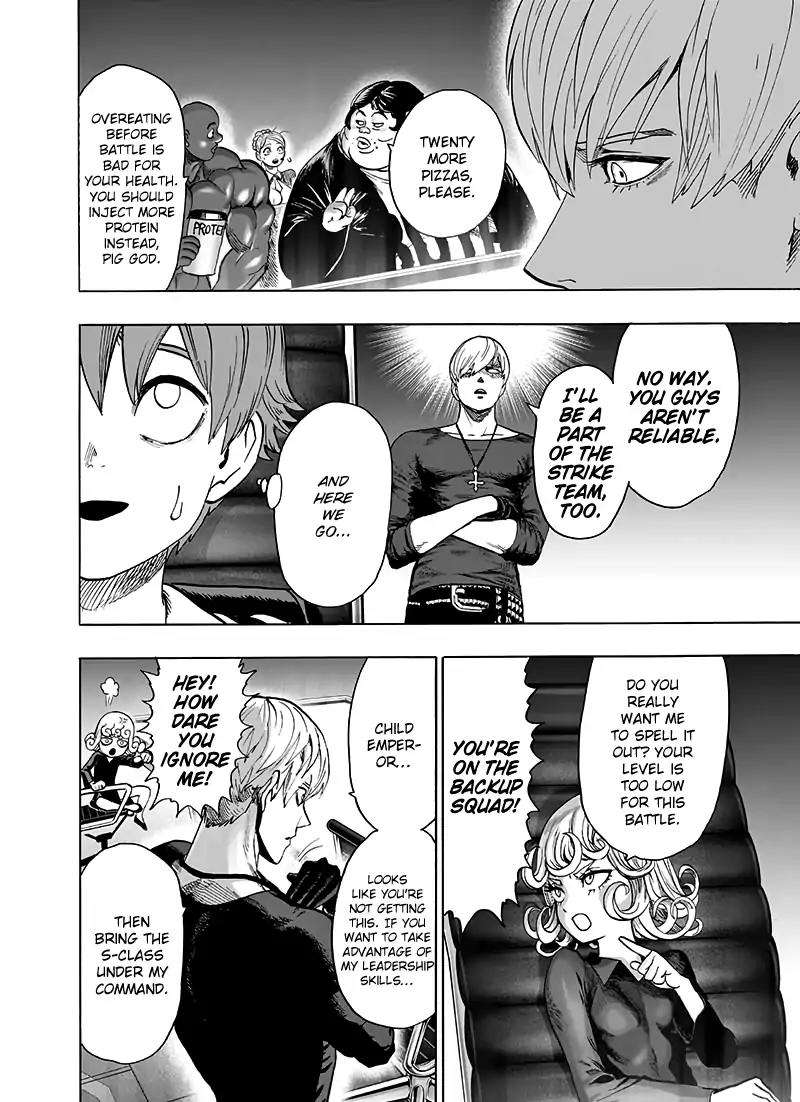 TWENTY
MORE
PIZZAS,
PLEASE.
OVEREATING
BEFORE
BATTLE IS
BAD FOR
YOUR HEALTH.
YOU SHOULD
INJECT MORE
PROTEIN
INSTEAD,
PIG GOD.
PROTEI
NO WAY.
YOU GUYS
AREN'T
RELIABLE.
I'LL
BE A
PART
OF THE
STRIKE
TEAM,
TOO.
AND
HERE
WE
GO...
DO YOU
REALLY
WANT ME
TO SPELL IT
OUT? YOUR
LEVEL IS
TOO LOW
FOR THIS
BATTLE.
YOU'RE
ON THE
BACKUP
SQUAD!
CHILD
EMPER-
OR...
HEY!
HOW
DARE
YOU
IGNORE
ME!
LOOKS
LIKE YOU'RE
NOT GETTING
THIS. IF YOU
WANT TO TAKE
ADVANTAGE OF
MY LEADERSHIP
SKILLS...
THEN
BRING THE
S-CLASS
UNDER MY
COMMAND.